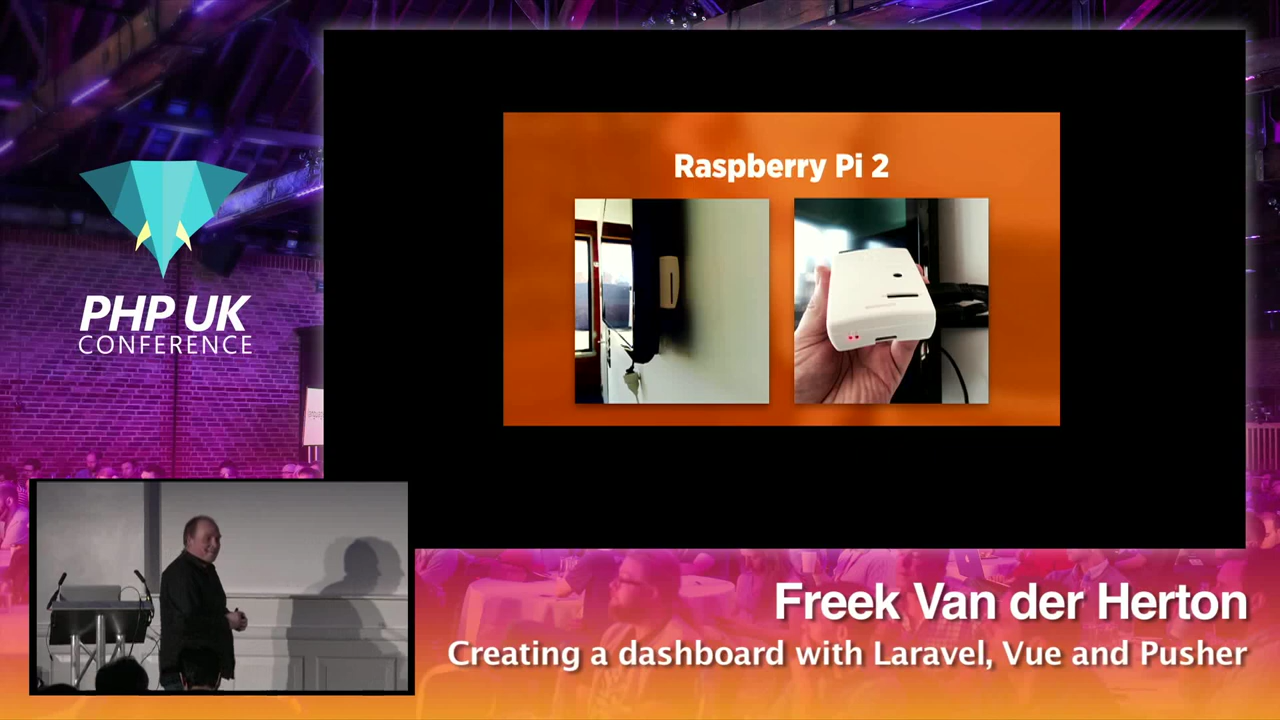 Raspberry Pi 2
PHP UK
CONFERENCE
Freek Van der Herton
Creating a dashboard with Laravel, Vue and Pusher